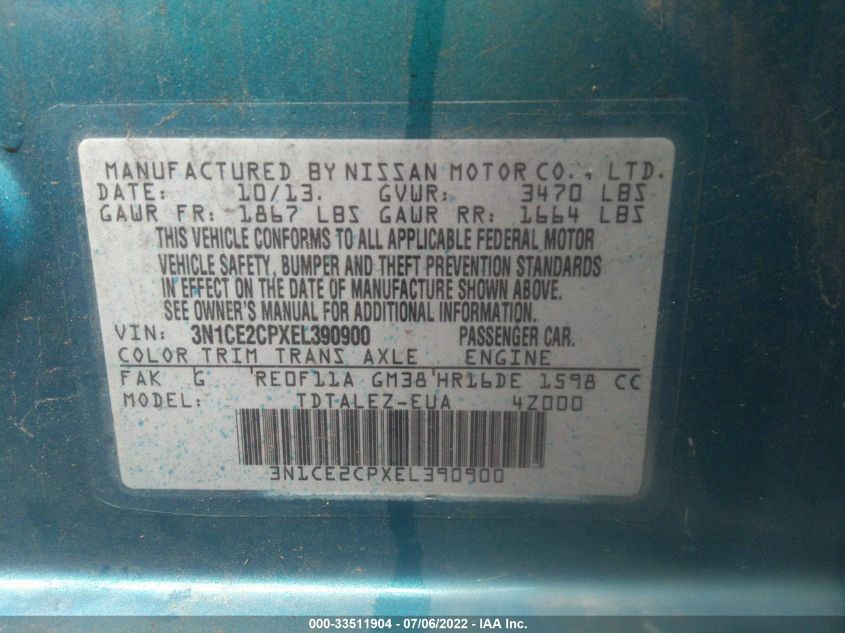 MANUFACTURED BY NISSAN MOTOR CO., LTD.
DATE: 10/13. GVWR: 3470 LBS
GAWR FR: 1867 LBS GAWR RR: 1664 LBS
THIS VEHICLE CONFORMS TO ALL APPLICABLE FEDERAL MOTOR
VEHICLE SAFETY, BUMPER AND THEFT PREVENTION STANDARDS
IN EFFECT ON THE DATE OF MANUFACTURE SHOWN ABOVE.
SEE OWNER'S MANUAL FOR ADDITIONAL INFORMATION.
VIN: 3N1CE2CPXEL390900 PASSENGER CAR.
COLOR TRIM TRANS AXLE ENGINE
FAK G RE0F11A GM38 HR16DE 1598 CC
MODEL: TDTALEZ-EUA 4Z000
3N1CE2CPXEL390900
000-33511904 - 07/06/2022 - IAA Inc.